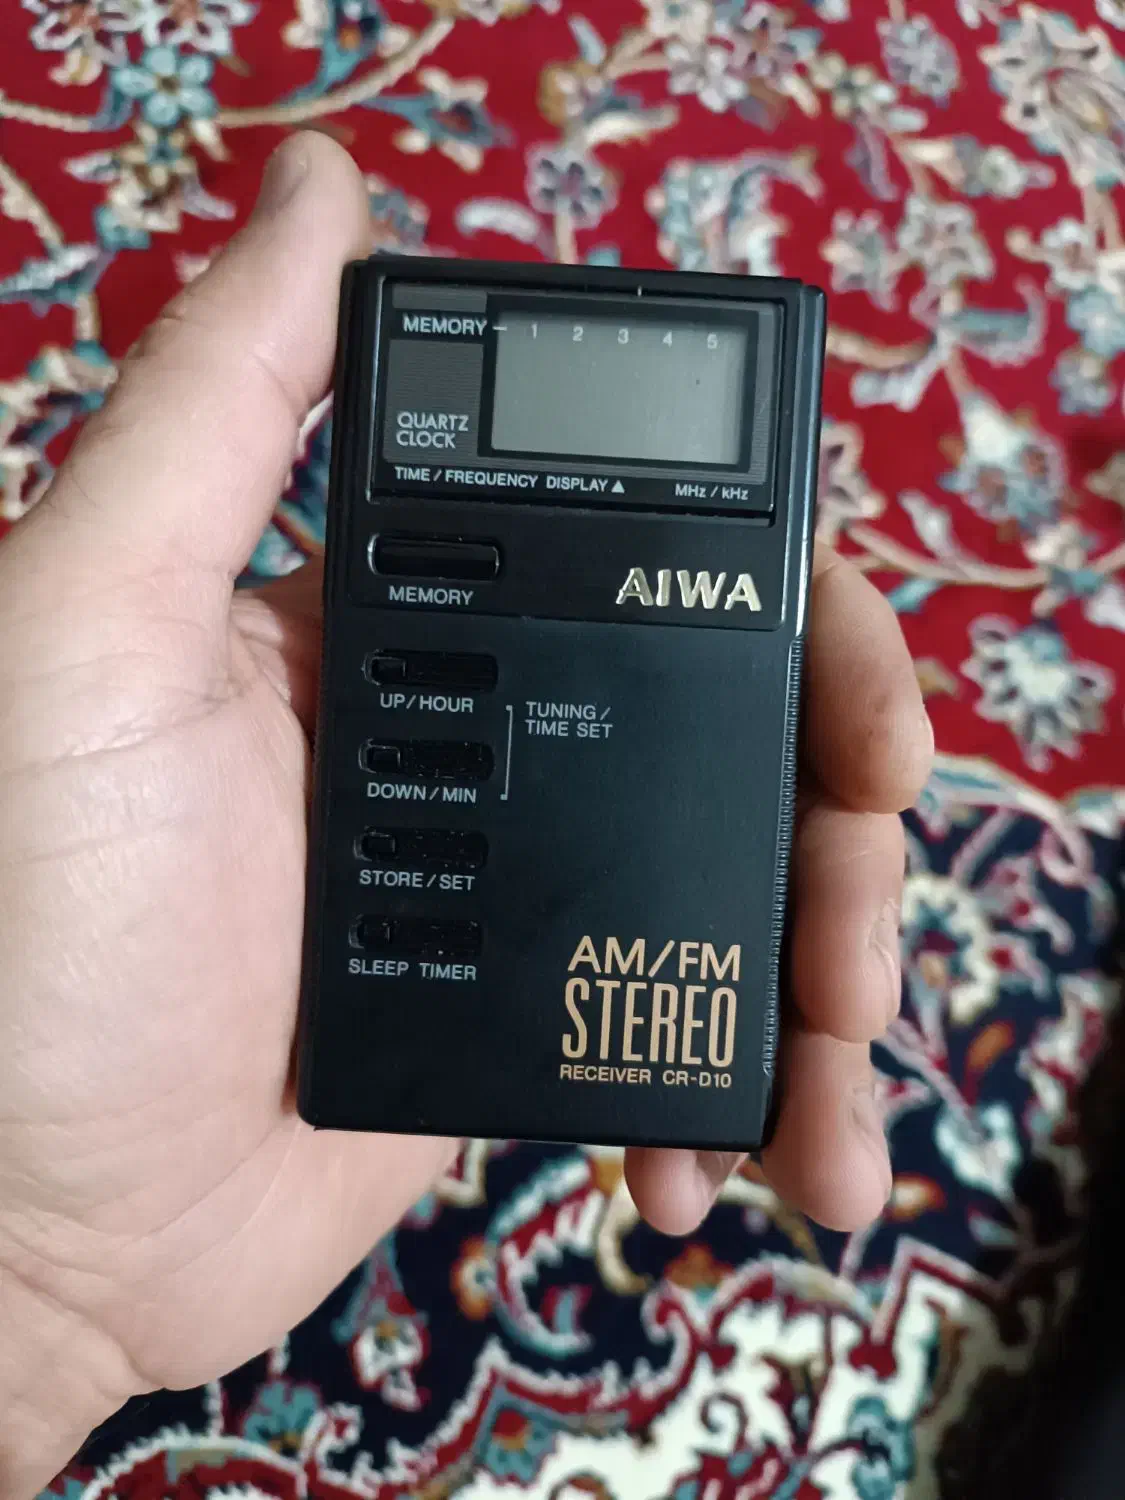 MEMORY – 1 2 3 4 5
QUARTZ
CLOCK
TIME / FREQUENCY DISPLAY ▲ MHz / kHz
MEMORY
AIWA
UP/HOUR
TUNING/
TIME SET
DOWN/MIN
STORE/SET
SLEEP TIMER
AM/FM
STEREO
RECEIVER CR-D10